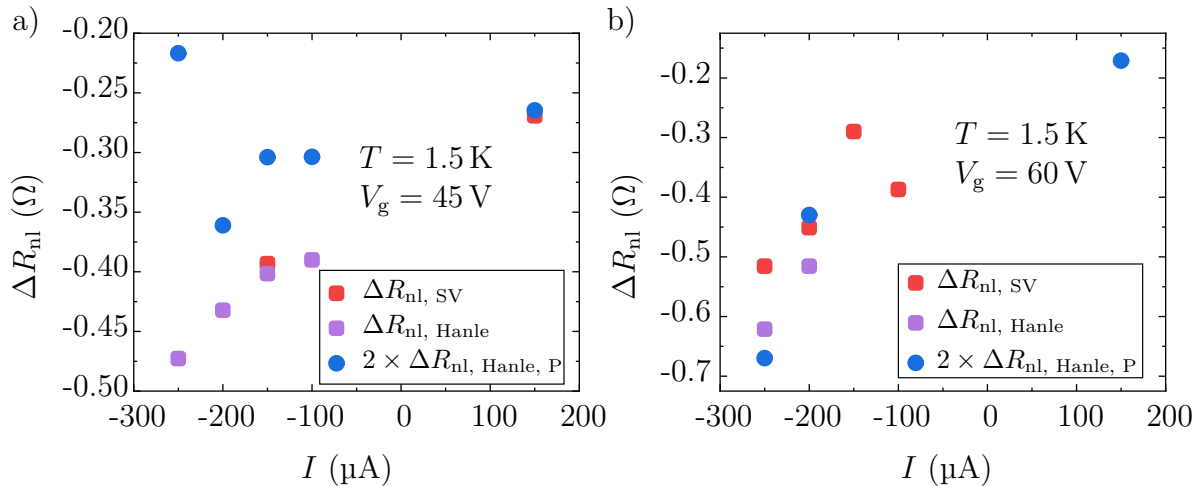 a)
-0.20
-0.25
-0.30
-0.35
-0.40
-0.45
-0.50
ΔR_nl (Ω)
T = 1.5 K
V_g = 45 V
ΔR_nl, SV
ΔR_nl, Hanle
2 × ΔR_nl, Hanle, P
-300 -200 -100 0 100 200
I (µA)
b)
-0.2
-0.3
-0.4
-0.5
-0.6
-0.7
ΔR_nl (Ω)
T = 1.5 K
V_g = 60 V
ΔR_nl, SV
ΔR_nl, Hanle
2 × ΔR_nl, Hanle, P
-300 -200 -100 0 100 200
I (µA)